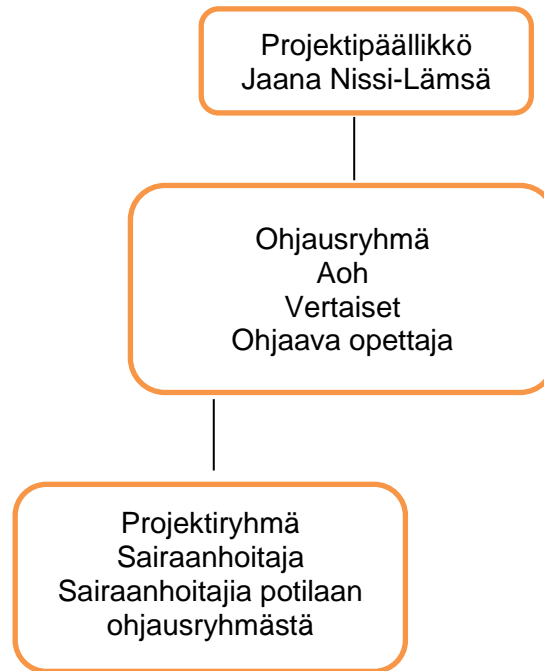 Projektipäällikkö
Jaana Nissi-Lämsä
Ohjausryhmä
Aoh
Vertaiset
Ohjaava opettaja
Projektiryhmä
Sairaanhoitaja
Sairaanhoitajia potilaan
ohjausryhmästä